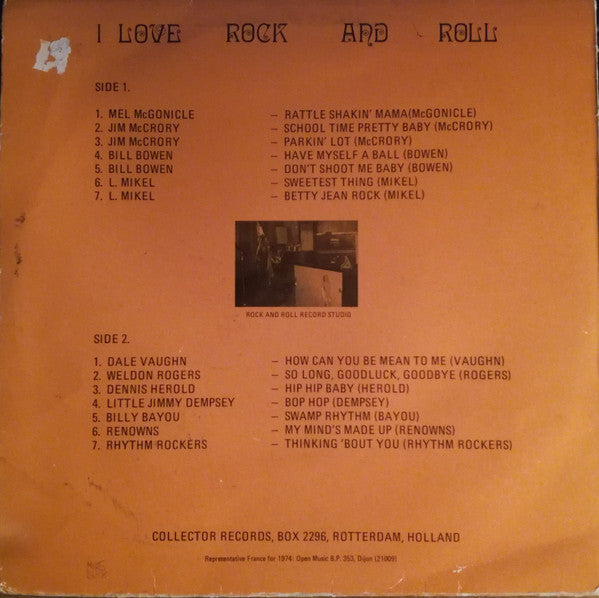 I LOVE ROCK AND ROLL
SIDE 1.
1. MEL McGONICLE – RATTLE SHAKIN' MAMA(McGONICLE)
2. JIM McCRORY – SCHOOL TIME PRETTY BABY (McCRORY)
3. JIM McCRORY – PARKIN' LOT (McCRORY)
4. BILL BOWEN – HAVE MYSELF A BALL (BOWEN)
5. BILL BOWEN – DON'T SHOOT ME BABY (BOWEN)
6. L. MIKEL – SWEETEST THING (MIKEL)
7. L. MIKEL – BETTY JEAN ROCK (MIKEL)
ROCK AND ROLL RECORD STUDIO
SIDE 2.
1. DALE VAUGHN – HOW CAN YOU BE MEAN TO ME (VAUGHN)
2. WELDON ROGERS – SO LONG, GOODLUCK, GOODBYE (ROGERS)
3. DENNIS HEROLD – HIP HIP BABY (HEROLD)
4. LITTLE JIMMY DEMPSEY – BOP HOP (DEMPSEY)
5. BILLY BAYOU – SWAMP RHYTHM (BAYOU)
6. RENOWNS – MY MIND'S MADE UP (RENOWNS)
7. RHYTHM ROCKERS – THINKING 'BOUT YOU (RHYTHM ROCKERS)
COLLECTOR RECORDS, BOX 2296, ROTTERDAM, HOLLAND
Representative France for 1974: Open Music B.P. 353, Dijon (21009)